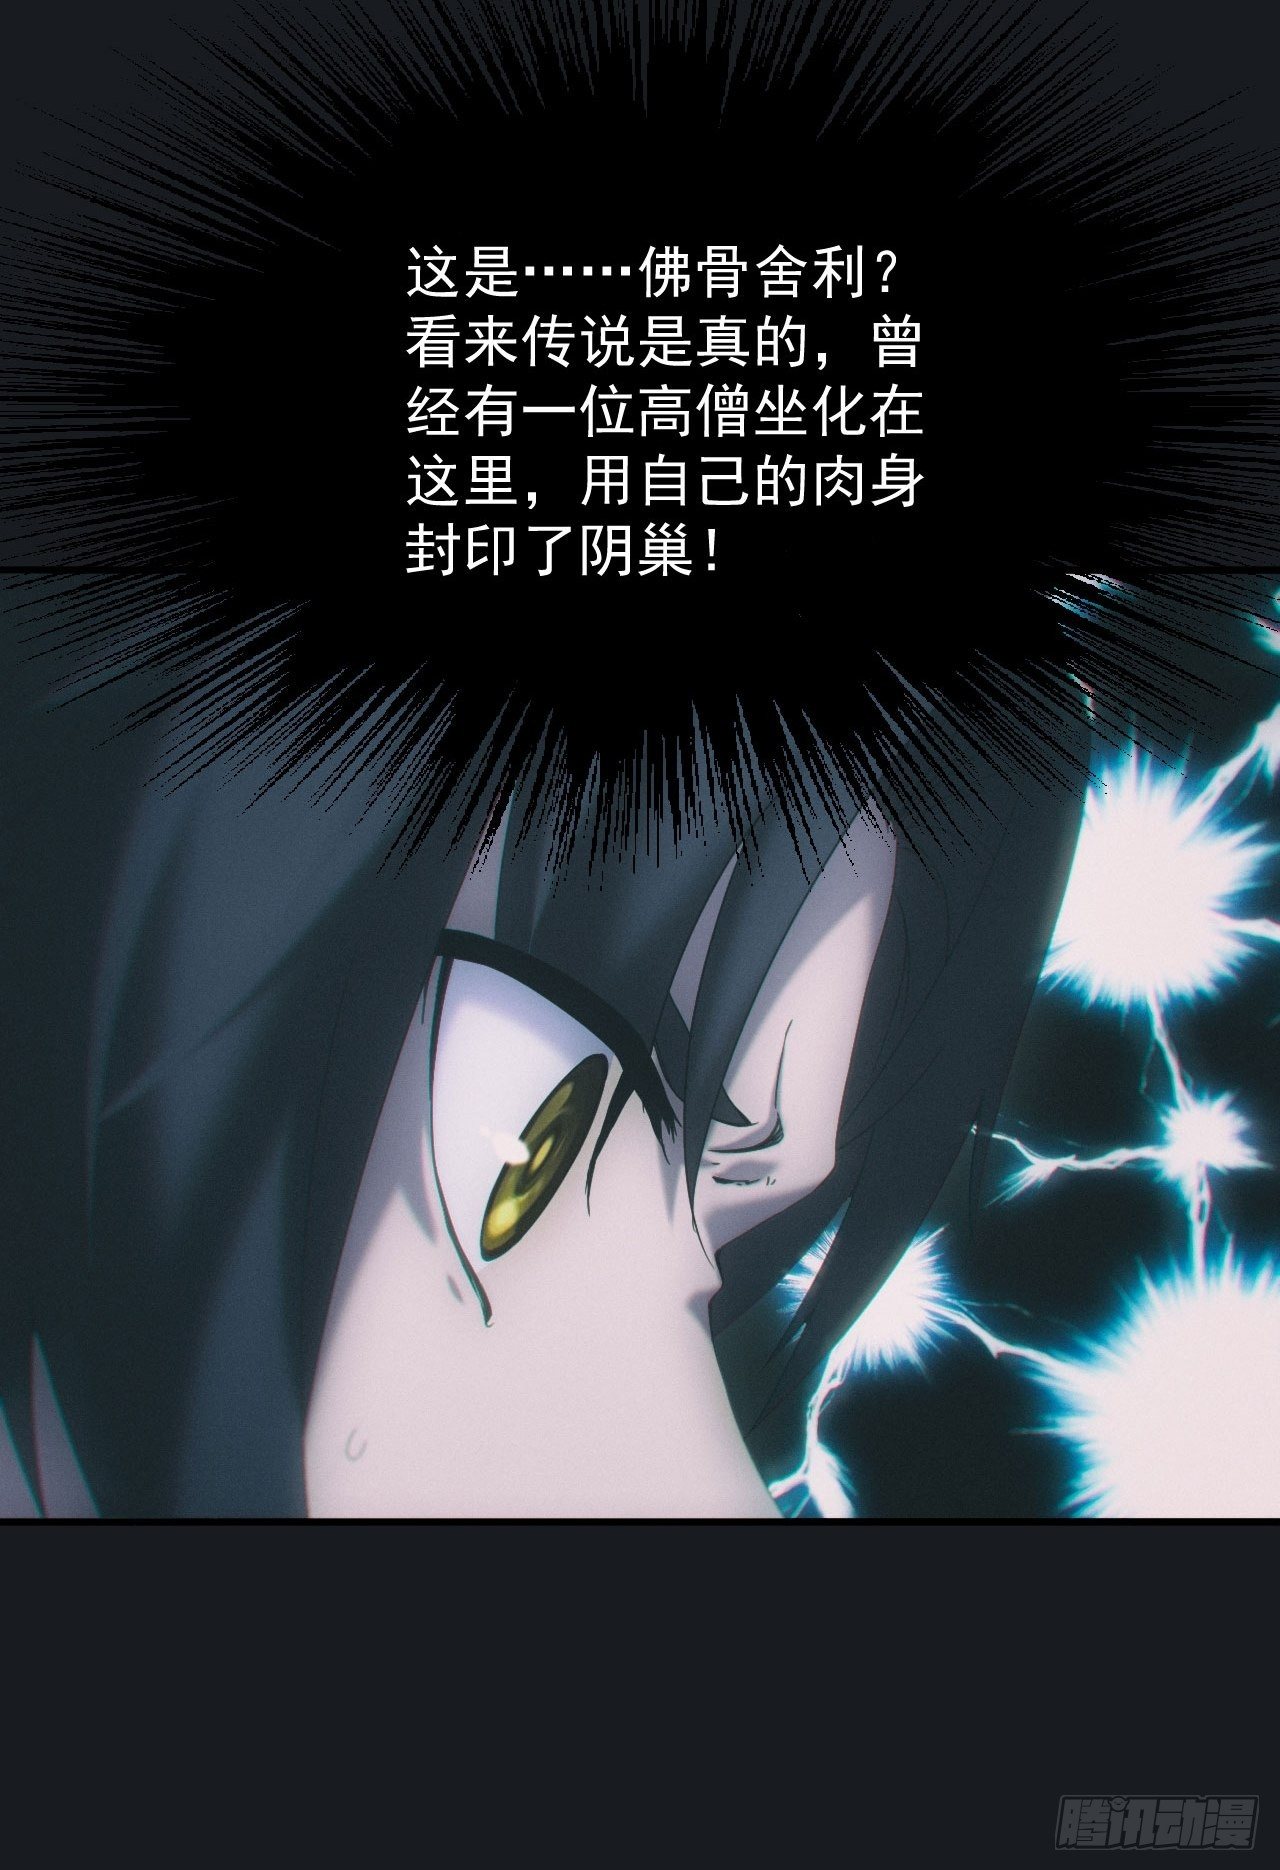 这是……佛骨舍利？
看来传说是真的，曾
经有一位高僧坐化在
这里，用自己的肉身
封印了阴巢！
腾讯动漫